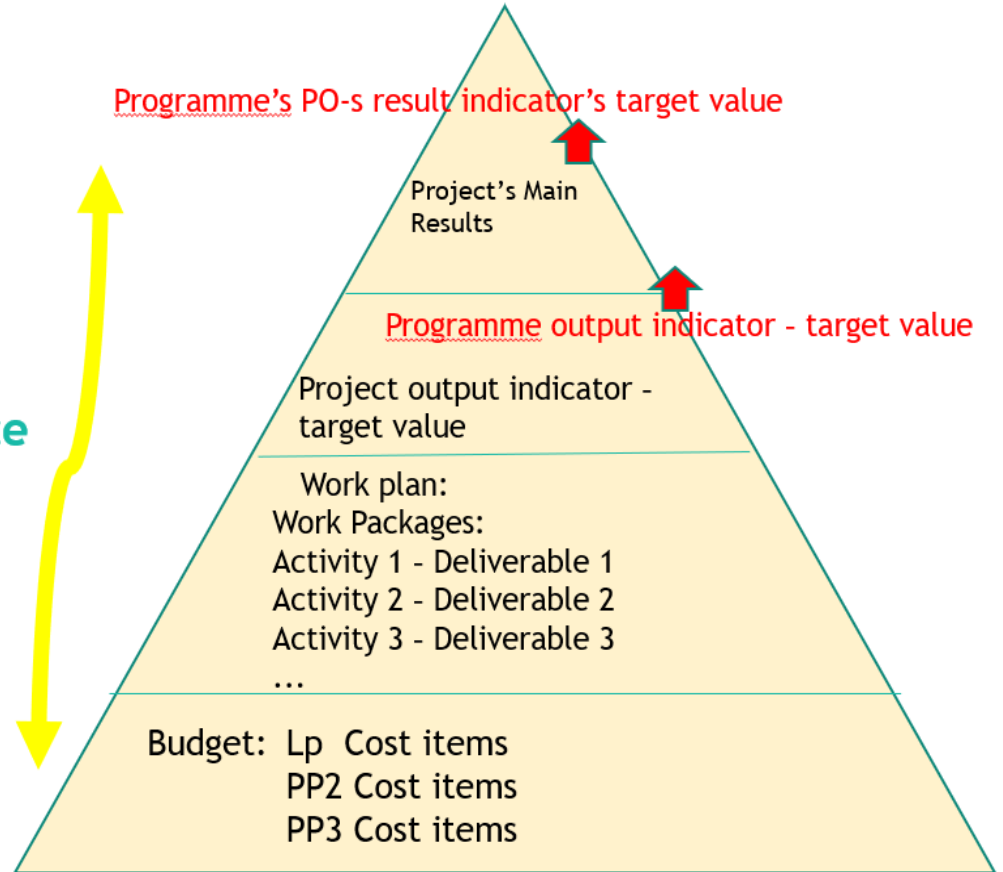 Programme’s PO-s result indicator’s target value
Project’s Main
Results
Programme output indicator - target value
Project output indicator -
target value
Work plan:
Work Packages:
Activity 1 - Deliverable 1
Activity 2 - Deliverable 2
Activity 3 - Deliverable 3
...
Budget: Lp Cost items
PP2 Cost items
PP3 Cost items